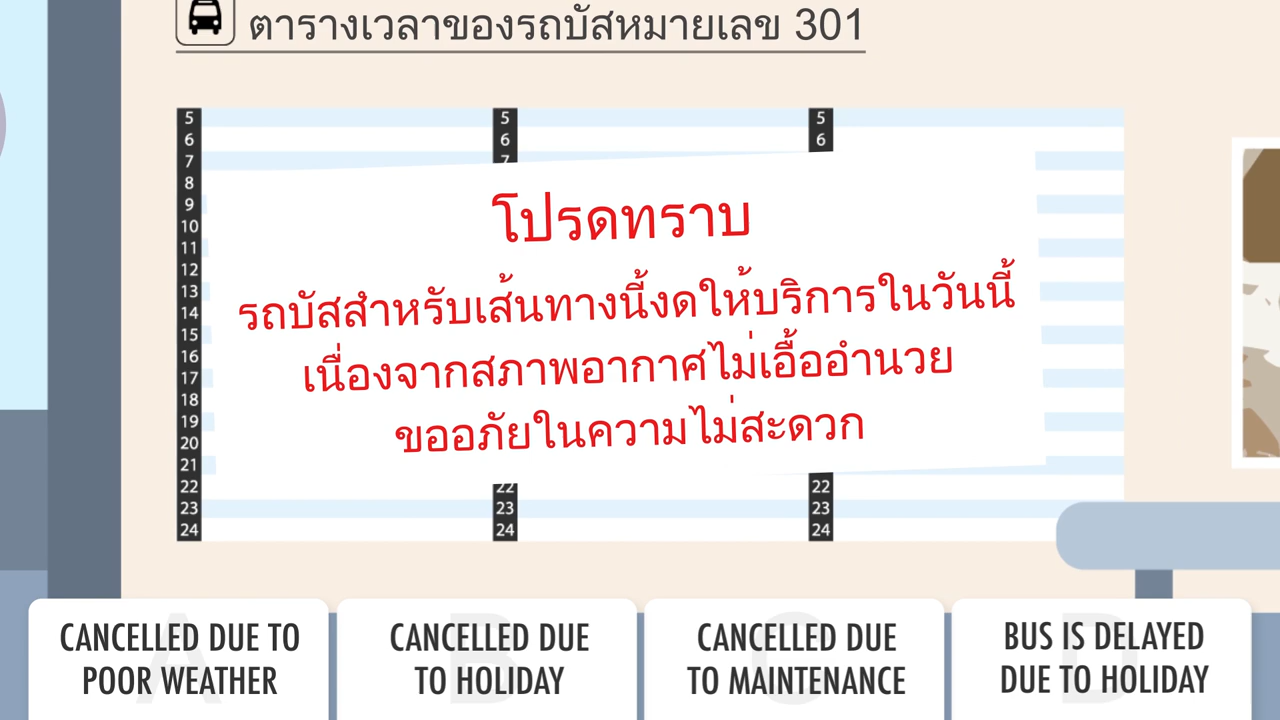 ตารางเวลาของรถบัสหมายเลข 301
5 5 5
6 6 6
7 7
8
9
10
11
12
13
14
15
16
17
18
19
20
21
22 22 22
23 23 23
24 24 24
โปรดทราบ
รถบัสสำหรับเส้นทางนี้งดให้บริการในวันนี้
เนื่องจากสภาพอากาศไม่เอื้ออำนวย
ขออภัยในความไม่สะดวก
A
CANCELLED DUE TO
POOR WEATHER
B
CANCELLED DUE
TO HOLIDAY
C
CANCELLED DUE
TO MAINTENANCE
D
BUS IS DELAYED
DUE TO HOLIDAY